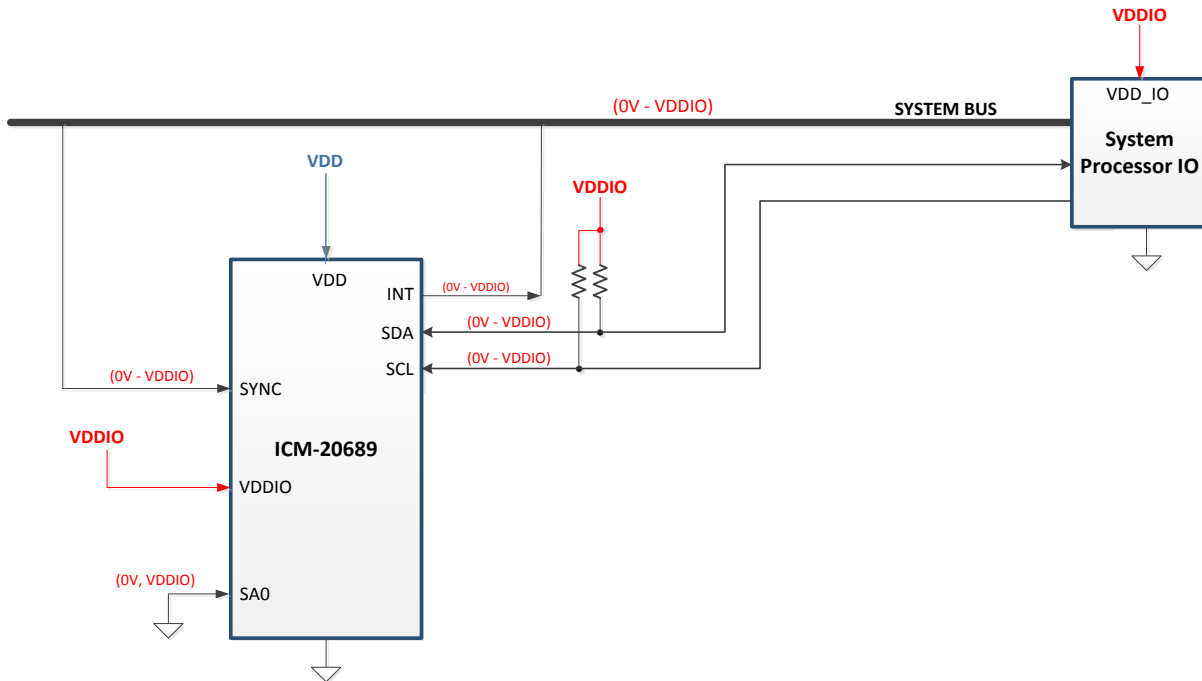 VDDIO
VDD_IO
(0V - VDDIO)
SYSTEM BUS
System
Processor IO
VDD
VDDIO
VDD
INT
(0V - VDDIO)
SDA
(0V - VDDIO)
SCL
(0V - VDDIO)
(0V - VDDIO)
SYNC
VDDIO
ICM-20689
VDDIO
(0V, VDDIO)
SA0